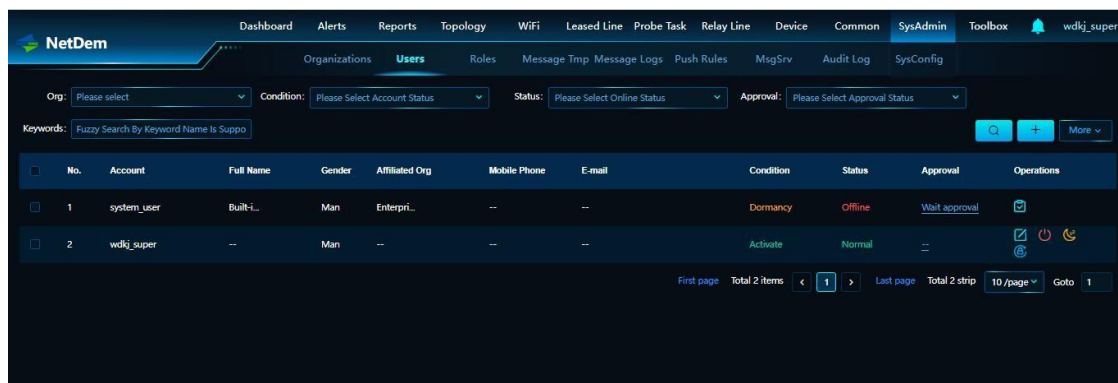 NetDem Dashboard Alerts Reports Topology WiFi Leased Line Probe Task Relay Line Device Common SysAdmin Toolbox wdkj_super
Organizations Users Roles Message Tmp Message Logs Push Rules MsgSrv Audit Log SysConfig
Org: Please select Condition: Please Select Account Status Status: Please Select Online Status Approval: Please Select Approval Status
Keywords: Fuzzy Search By Keyword Name Is Suppo More
No. Account Full Name Gender Affiliated Org Mobile Phone E-mail Condition Status Approval Operations
1 system_user Built-i... Man Enterpri... -- -- Dormancy Offline Wait approval
2 wdkj_super -- Man -- -- -- Activate Normal --
First page Total 2 items < 1 > Last page Total 2 strip 10 /page Goto 1